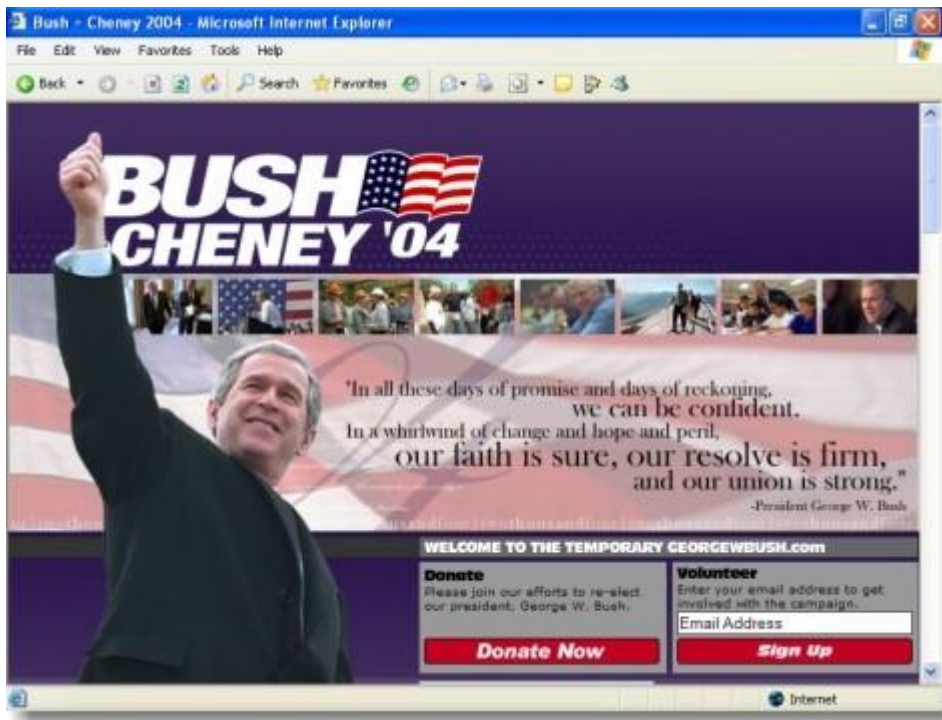 Bush - Cheney 2004 - Microsoft Internet Explorer
File Edit View Favorites Tools Help
Back Search Favorites
BUSH
CHENEY '04
"In all these days of promise and days of reckoning,
we can be confident.
In a whirlwind of change and hope and peril,
our faith is sure, our resolve is firm,
and our union is strong."
-President George W. Bush
WELCOME TO THE TEMPORARY GEORGEWBUSH.com
Donate
Please join our efforts to re-elect
our president, George W. Bush.
Donate Now
Volunteer
Enter your email address to get
involved with the campaign.
Email Address
Sign Up
Internet